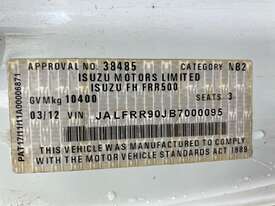 APPROVAL NO. 38485 CATEGORY NB2
ISUZU MOTORS LIMITED
ISUZU FH FRR500
GVMkg 10400 SEATS 3
03/12 VIN JALFRR90JB7000095
THIS VEHICLE WAS MANUFACTURED TO COMPLY
WITH THE MOTOR VEHICLE STANDARDS ACT 1989